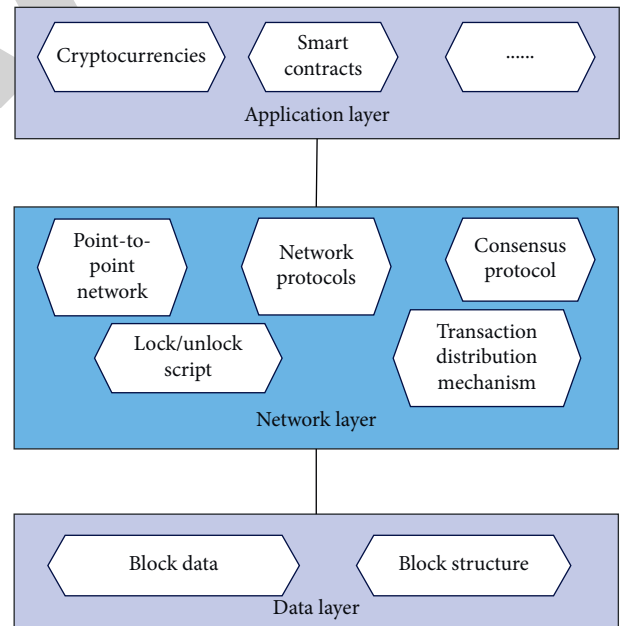 Cryptocurrencies
Smart
contracts
......
Application layer
Point-to-
point
network
Network
protocols
Consensus
protocol
Lock/unlock
script
Transaction
distribution
mechanism
Network layer
Block data
Block structure
Data layer